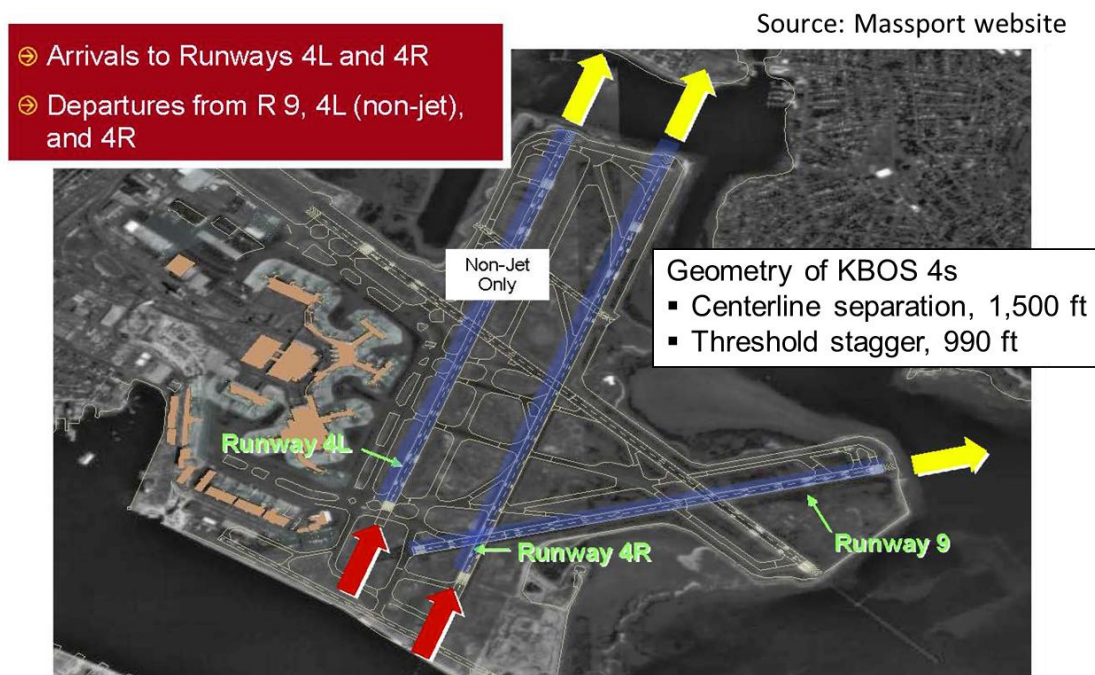 Source: Massport website
Arrivals to Runways 4L and 4R
Departures from R 9, 4L (non-jet),
and 4R
Non-Jet
Only
Geometry of KBOS 4s
▪ Centerline separation, 1,500 ft
▪ Threshold stagger, 990 ft
Runway 4L
Runway 4R
Runway 9